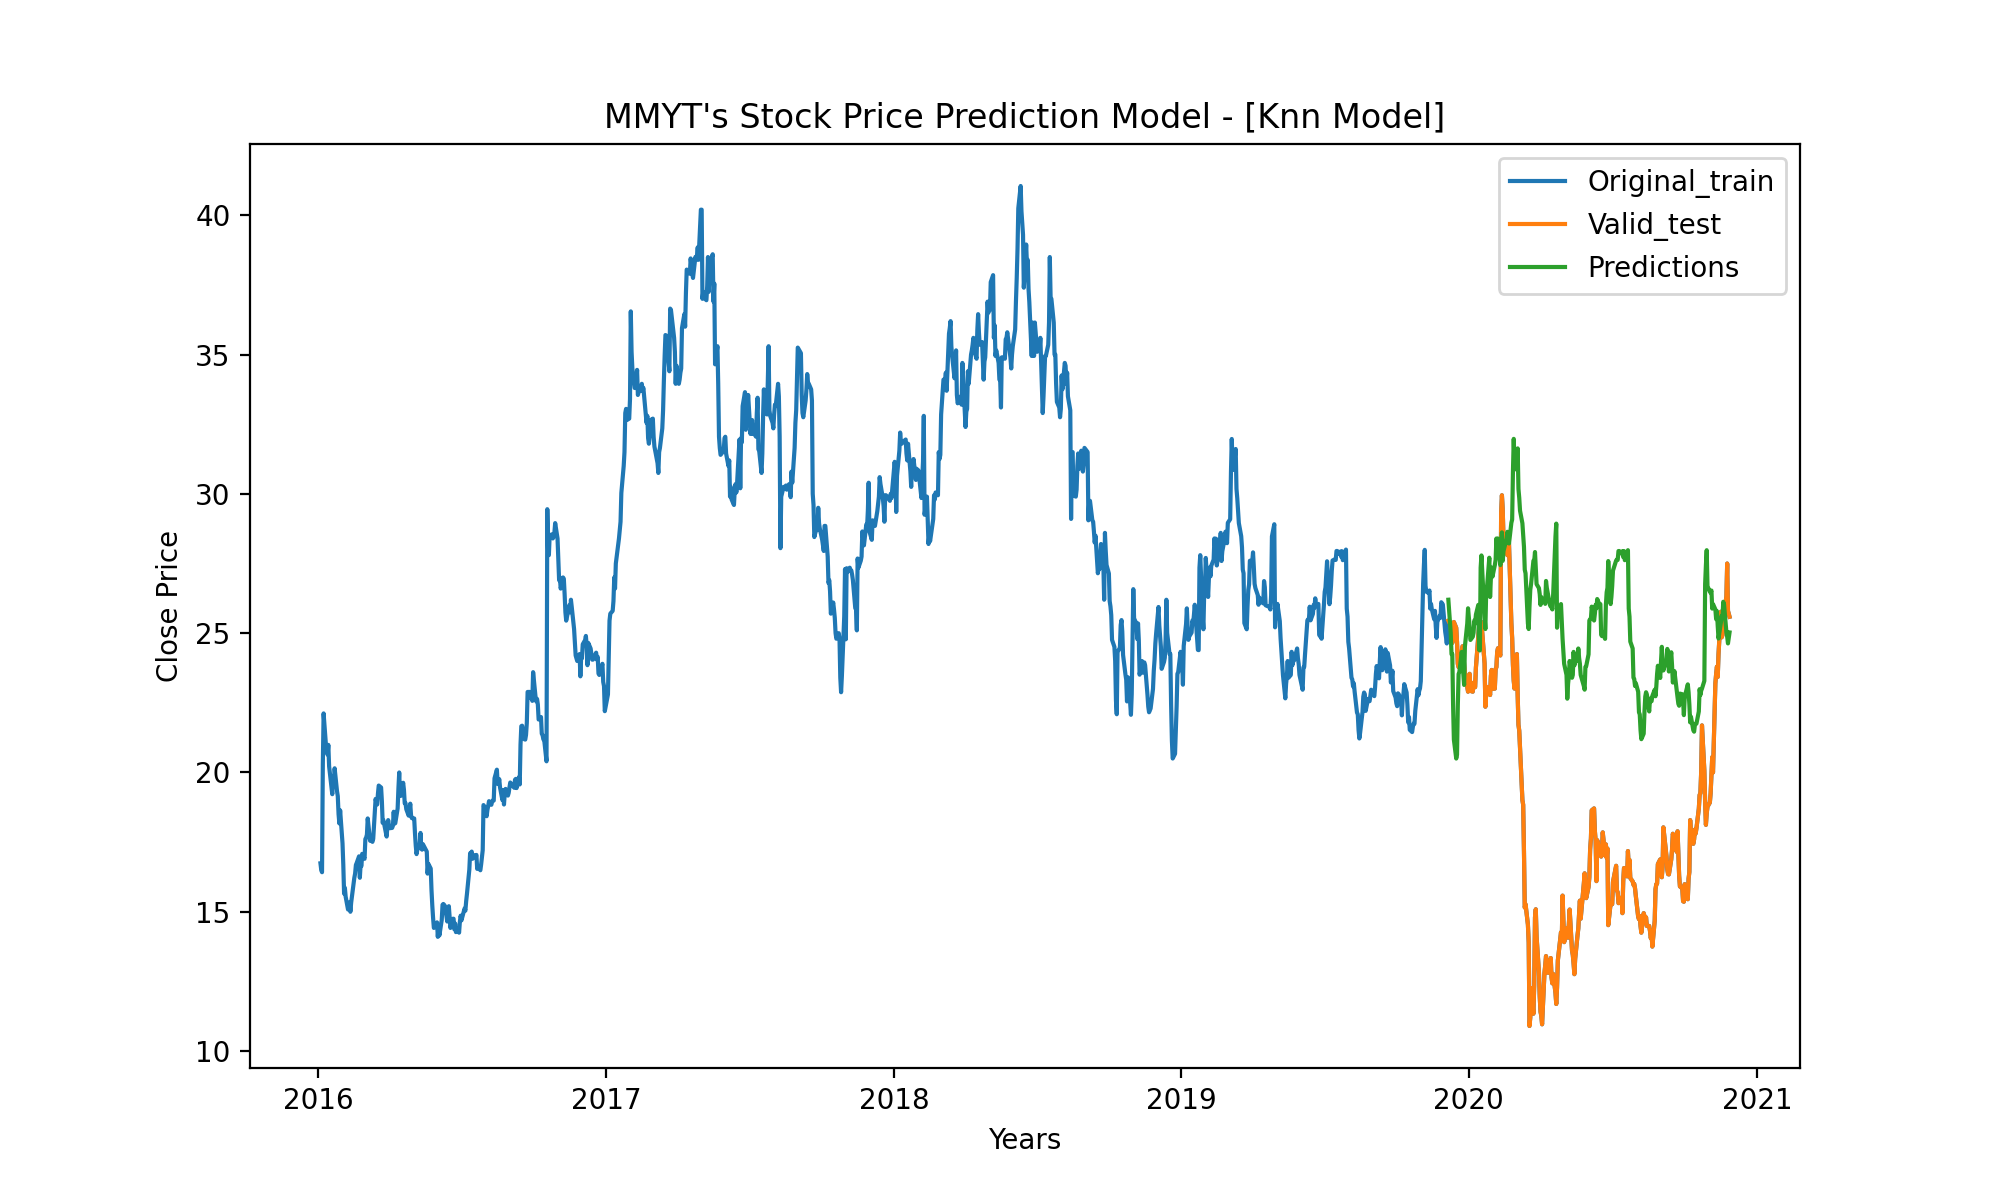 MMYT's Stock Price Prediction Model - [Knn Model]
Original_train
Valid_test
Predictions
Close Price
40
35
30
25
20
15
10
2016 2017 2018 2019 2020 2021
Years